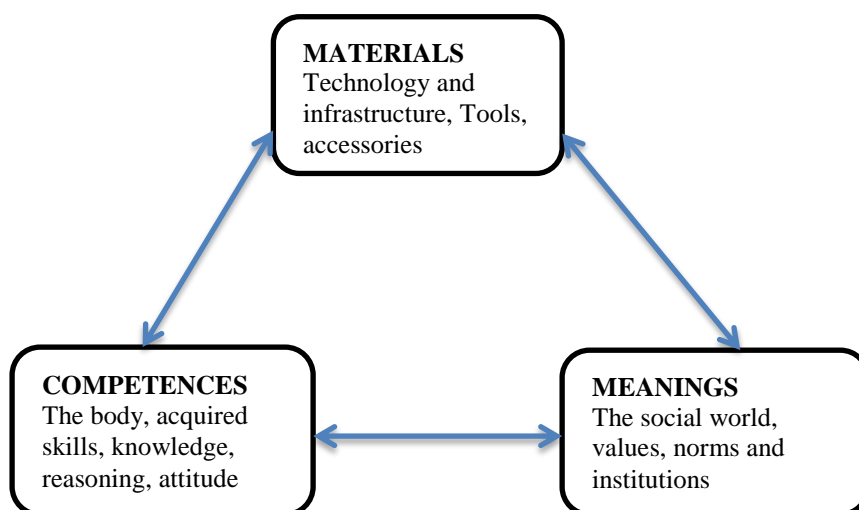 MATERIALS
Technology and
infrastructure, Tools,
accessories
COMPETENCES
The body, acquired
skills, knowledge,
reasoning, attitude
MEANINGS
The social world,
values, norms and
institutions